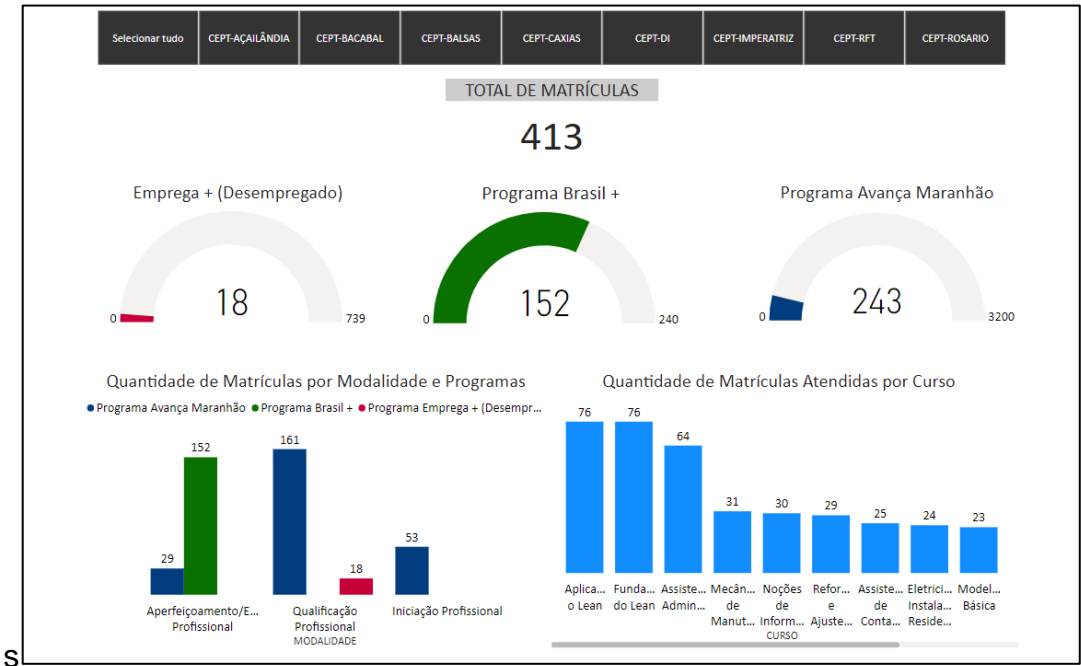 Selecionar tudo CEPT-AÇAILÂNDIA CEPT-BACABAL CEPT-BALSAS CEPT-CAXIAS CEPT-DI CEPT-IMPERATRIZ CEPT-RFT CEPT-ROSARIO
TOTAL DE MATRÍCULAS
413
Emprega + (Desempregado)
18
0
739
Programa Brasil +
152
0
240
Programa Avança Maranhão
243
0
3200
Quantidade de Matrículas por Modalidade e Programas
Programa Avança Maranhão Programa Brasil + Programa Emprega + (Desempr...
29
152
161
18
53
Aperfeiçoamento/E...
Profissional
Qualificação
Profissional
Iniciação Profissional
MODALIDADE
Quantidade de Matrículas Atendidas por Curso
76 76 64 31 30 29 25 24 23
Aplica...
o Lean
Funda...
do Lean
Assiste...
Admin...
Mecân...
de
Manut...
Noções
de
Inform...
Refor...
e
Ajuste...
Assiste...
de
Conta...
Eletrici...
Instala...
Reside...
Model...
Básica
CURSO
s